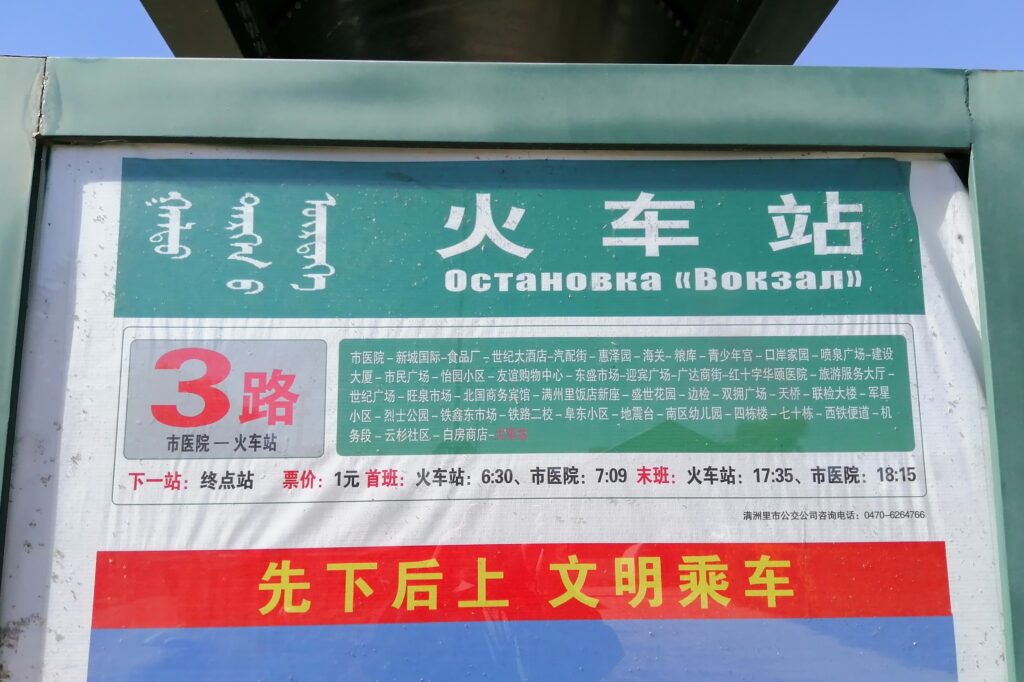 火车站
Остановка «Вокзал»
3路
市医院 — 火车站
市医院 – 新城国际 – 食品厂 – 世纪大酒店 – 汽配街 – 惠泽园 – 海关 – 粮库 – 青少年宫 – 口岸家园 – 喷泉广场 – 建设
大厦 – 市民广场 – 怡园小区 – 友谊购物中心 – 东盛市场 – 迎宾广场 – 广达商街 – 红十字华颐医院 – 旅游服务大厅 –
世纪广场 – 旺泉市场 – 北国商务宾馆 – 满洲里饭店新座 – 盛世花园 – 边检 – 双拥广场 – 天桥 – 联检大楼 – 军星
小区 – 烈士公园 – 铁鑫东市场 – 铁路二校 – 阜东小区 – 地震台 – 南区幼儿园 – 四栋楼 – 七十栋 – 西铁便道 – 机
务段 – 云杉社区 – 白房商店 – 火车站
下一站：终点站 票价：1元 首班：火车站：6:30、市医院：7:09 末班：火车站：17:35、市医院：18:15
满洲里市公交公司咨询电话：0470-6264766
先下后上 文明乘车